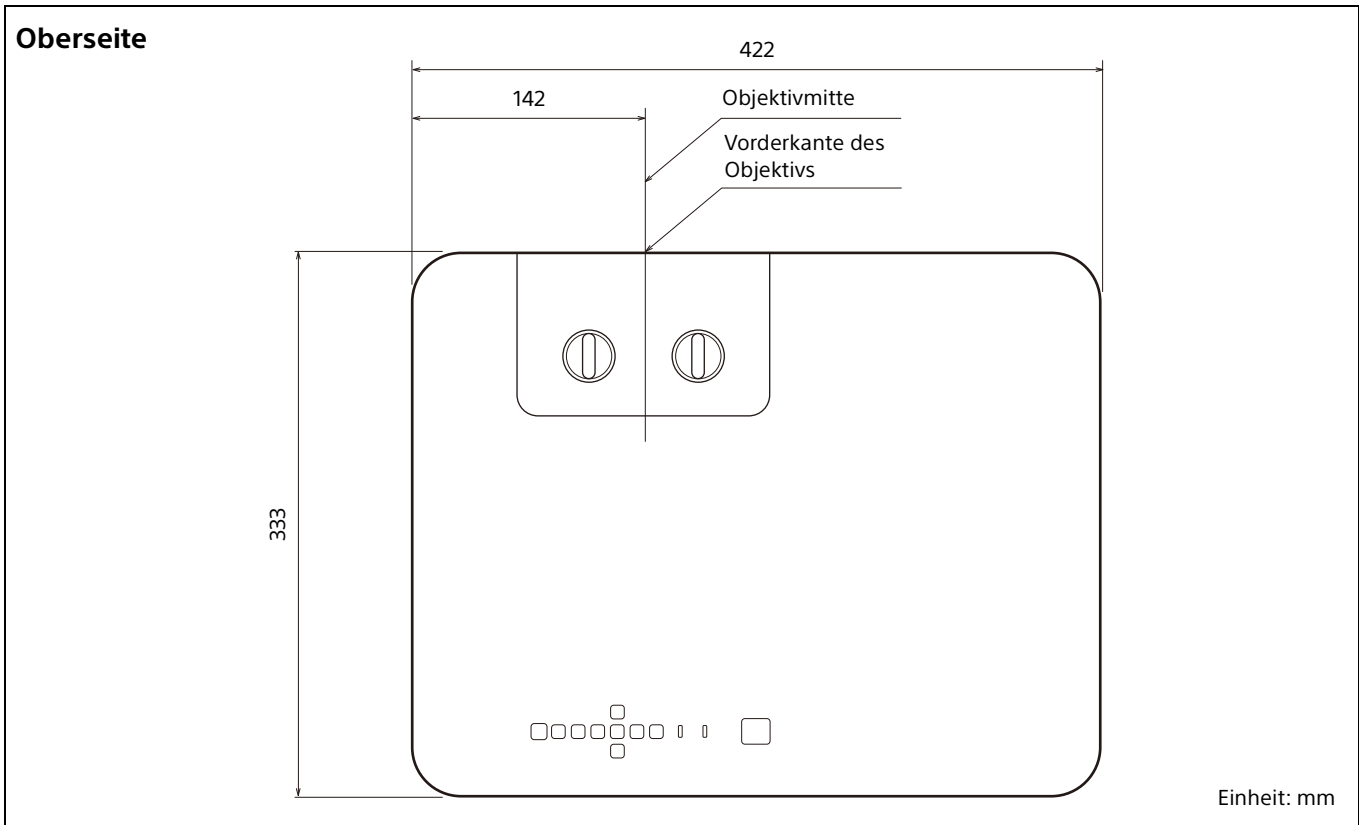 Oberseite
422
142
Objektivmitte
Vorderkante des
Objektivs
333
Einheit: mm